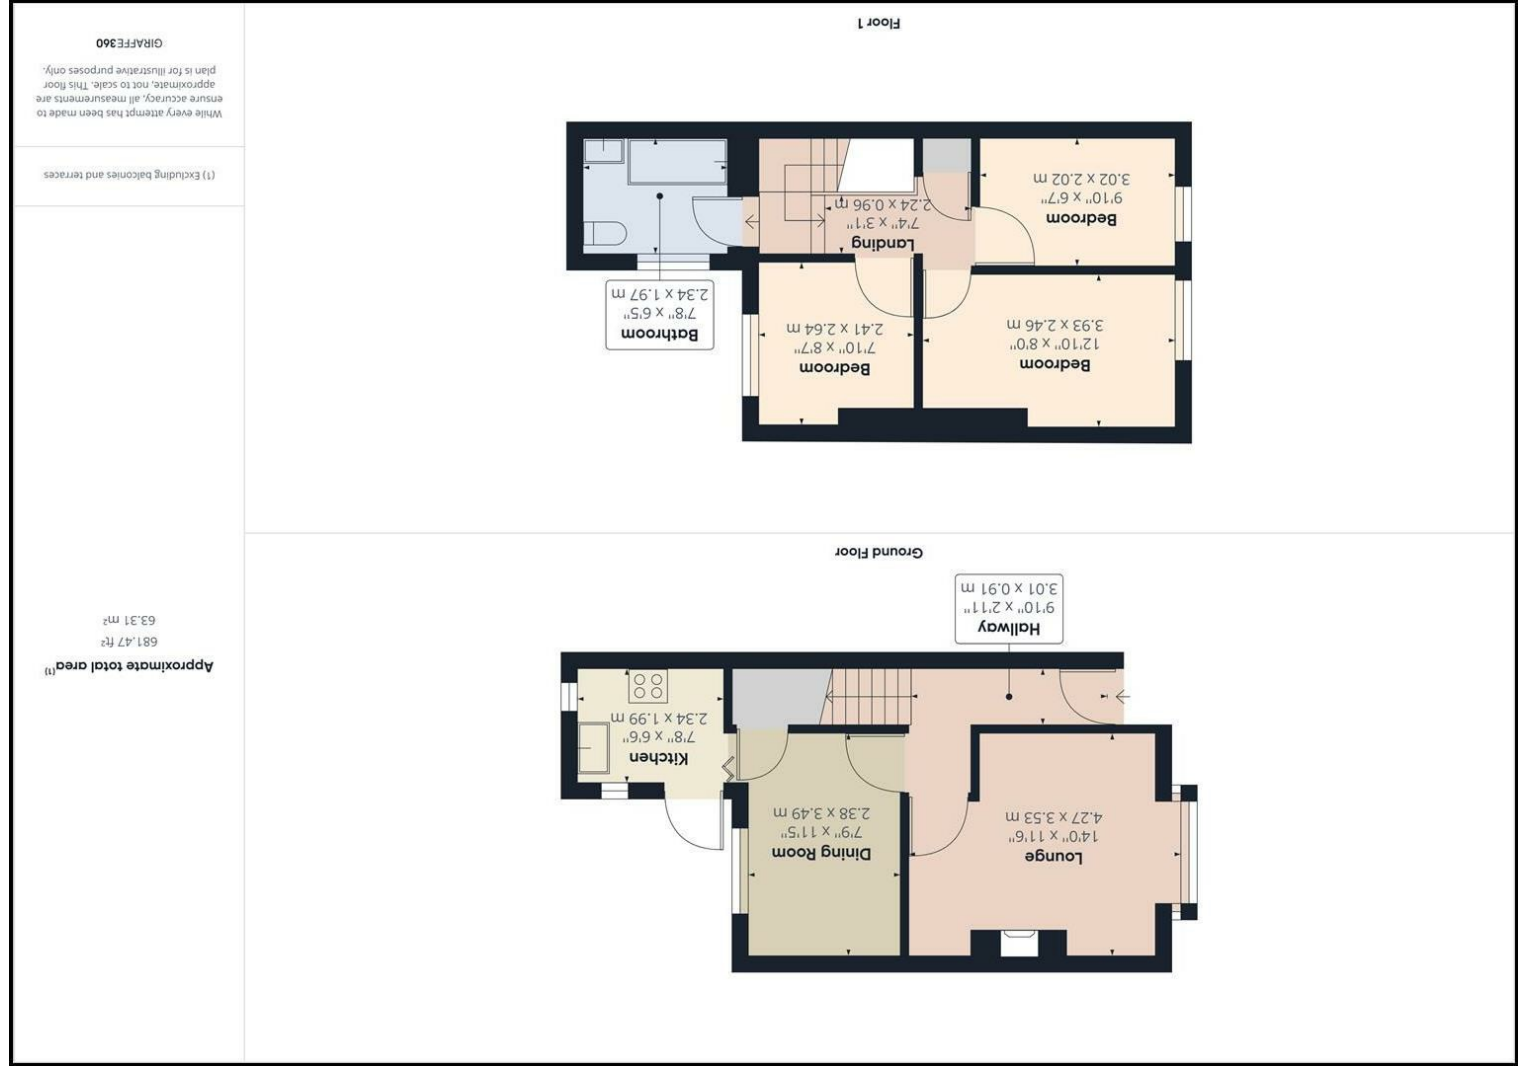 Lounge
14'0" x 11'6"
4.27 x 3.53 m
Dining Room
7'9" x 11'5"
2.38 x 3.49 m
Kitchen
7'8" x 6'6"
2.34 x 1.99 m
Hallway
9'10" x 2'11"
3.01 x 0.91 m
Ground Floor
Bedroom
12'10" x 8'0"
3.93 x 2.46 m
Bedroom
7'10" x 8'7"
2.41 x 2.64 m
Bathroom
7'8" x 6'5"
2.34 x 1.97 m
Landing
7'4" x 3'1"
2.24 x 0.96 m
Bedroom
9'10" x 6'7"
3.02 x 2.02 m
Floor 1
Approximate total area(1)
681.47 ft²
63.31 m²
(1) Excluding balconies and terraces
While every attempt has been made to
ensure accuracy, all measurements are
approximate, not to scale. This floor
plan is for illustrative purposes only.
GIRAFFE360